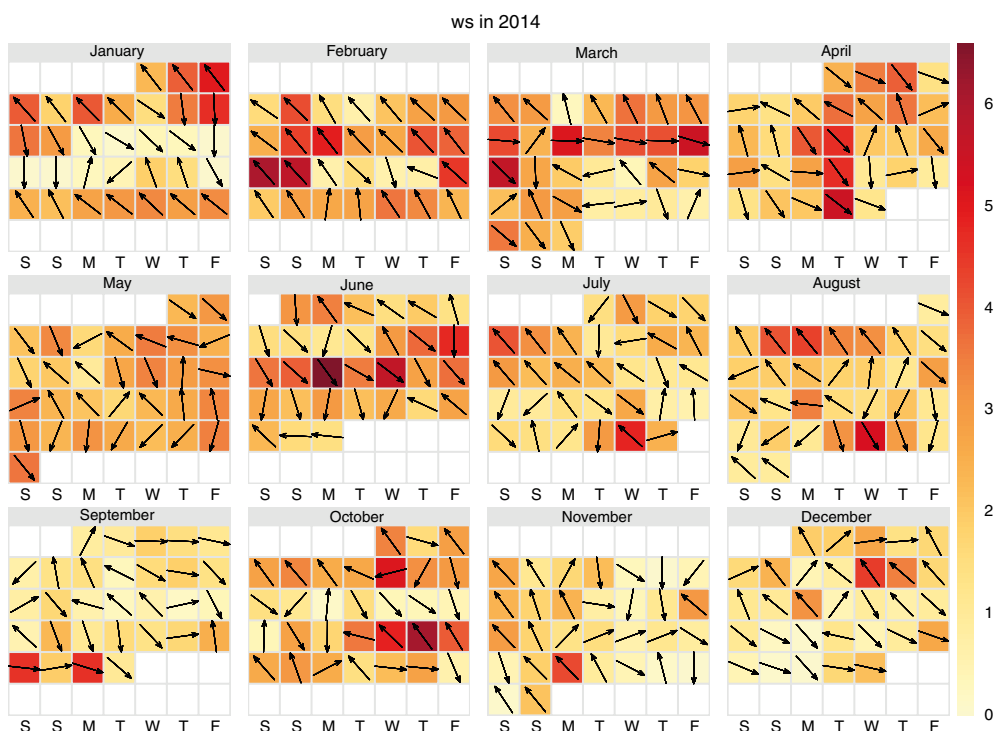 ws in 2014
January February March April
S S M T W T F S S M T W T F S S M T W T F S S M T W T F
May June July August
S S M T W T F S S M T W T F S S M T W T F S S M T W T F
September October November December
S S M T W T F S S M T W T F S S M T W T F S S M T W T F
6
5
4
3
2
1
0